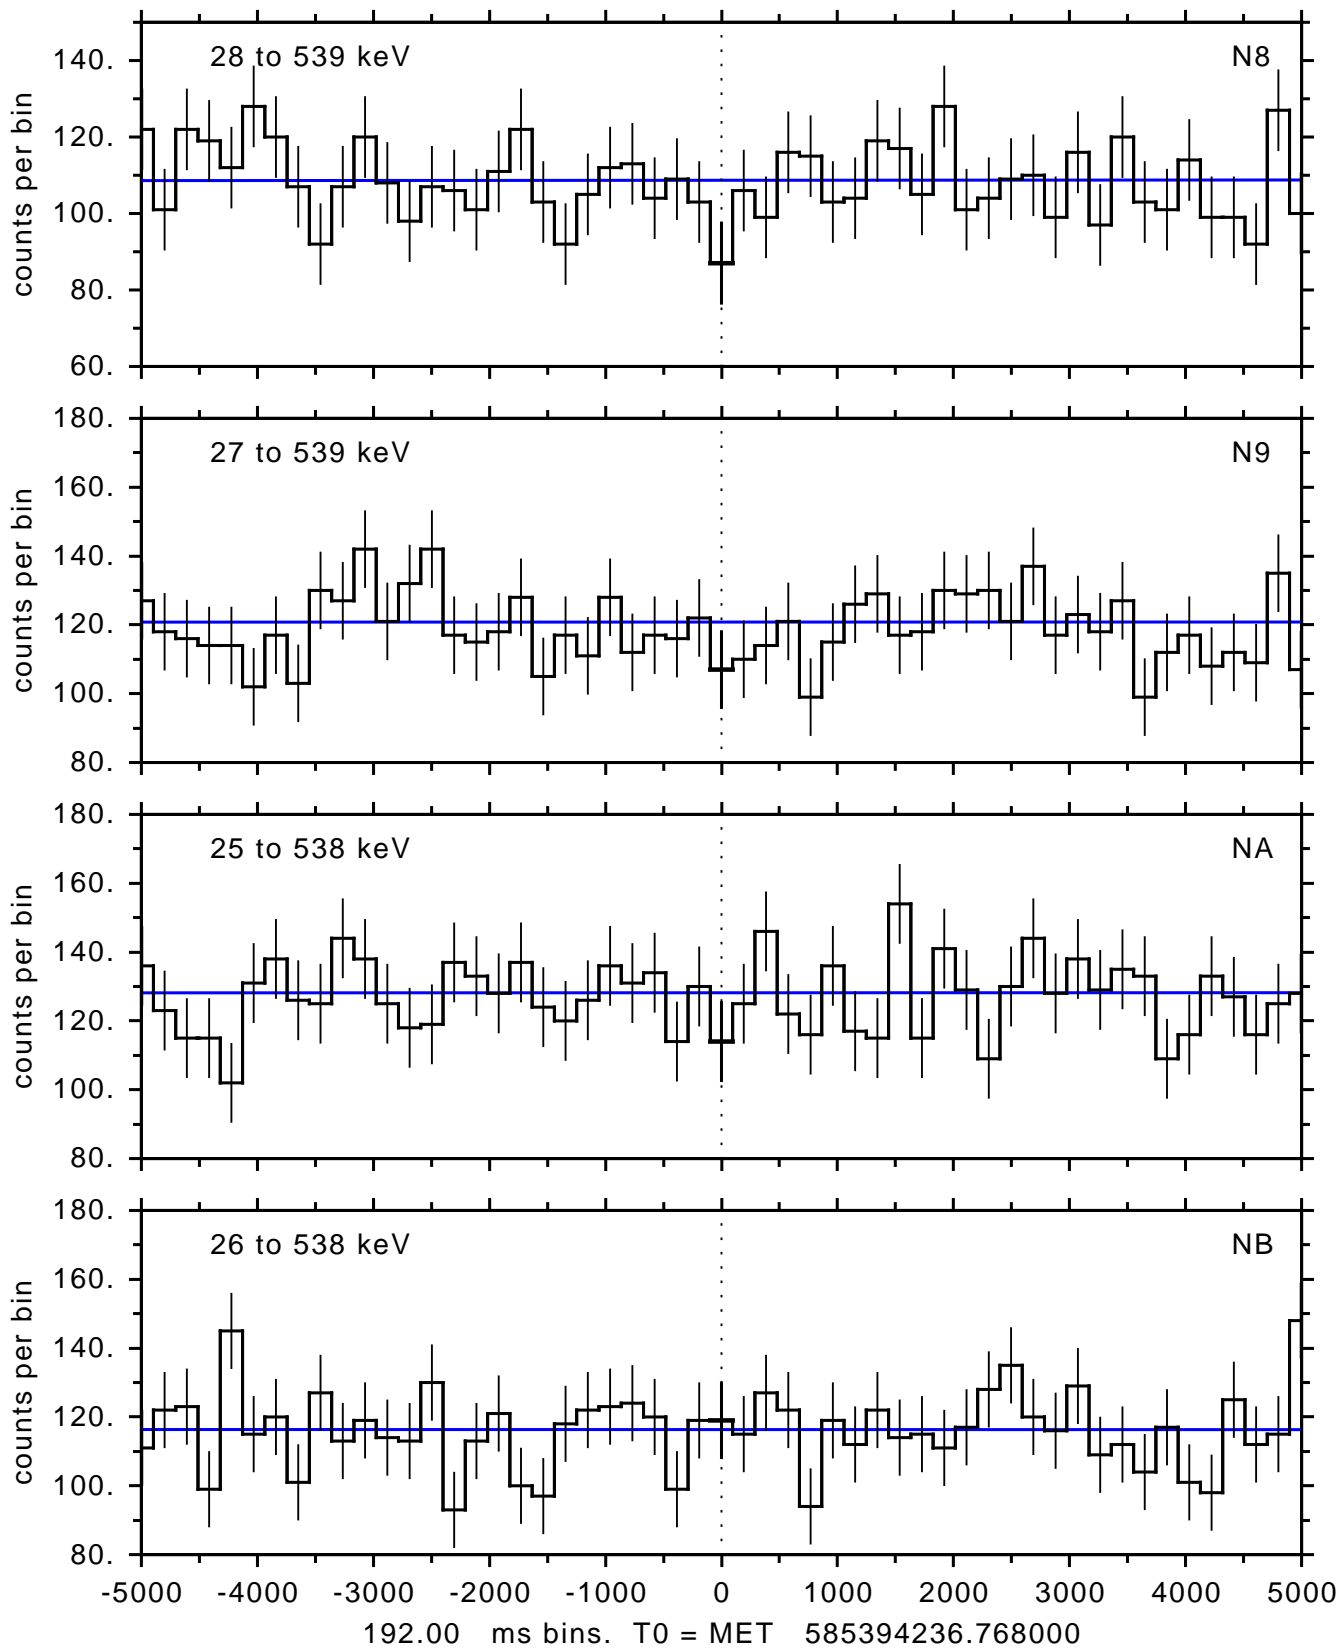 28 to 539 keV N8
140.
120.
100.
80.
60.
counts per bin
27 to 539 keV N9
180.
160.
140.
120.
100.
80.
counts per bin
25 to 538 keV NA
180.
160.
140.
120.
100.
80.
counts per bin
26 to 538 keV NB
180.
160.
140.
120.
100.
80.
counts per bin
-5000 -4000 -3000 -2000 -1000 0 1000 2000 3000 4000 5000
192.00 ms bins. T0 = MET 585394236.768000